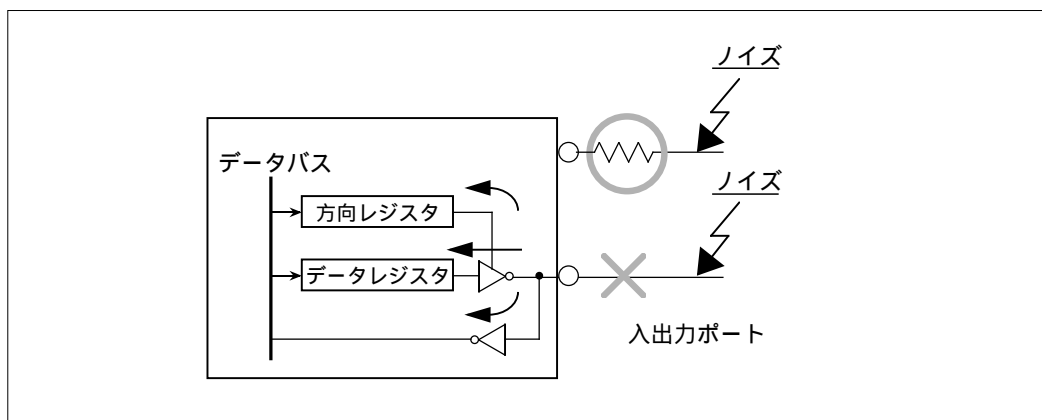 ノイズ
データバス
ノイズ
方向レジスタ
データレジスタ
入出力ポート